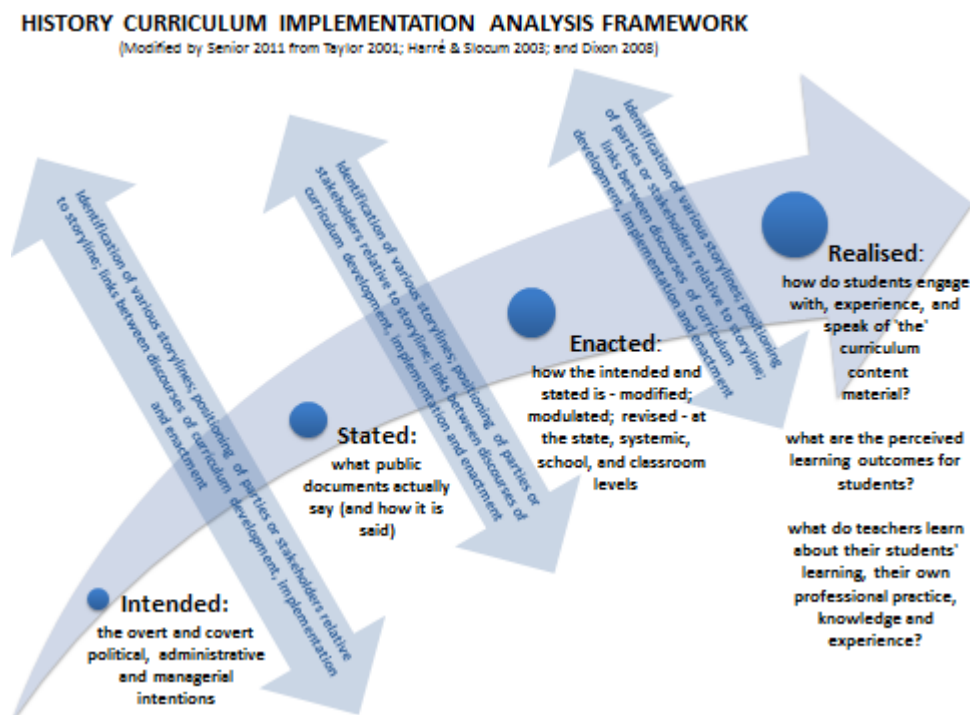 HISTORY CURRICULUM IMPLEMENTATION ANALYSIS FRAMEWORK
(Modified by Senior 2011 from Taylor 2001; Harré & Slocum 2003; and Dixon 2008)
Identification of various storylines; positioning of parties or stakeholders relative
to storyline; links between discourses of curriculum development, implementation
and enactment
Identification of various storylines; positioning of parties or
stakeholders relative to storyline; links between discourses of
curriculum development, implementation and enactment
Identification of various storylines; positioning
of parties or stakeholders relative to storyline;
links between discourses of curriculum
development, implementation and enactment
Intended:
the overt and covert
political, administrative
and managerial
intentions
Stated:
what public
documents actually
say (and how it is
said)
Enacted:
how the intended and
stated is - modified;
modulated; revised - at
the state, systemic,
school, and classroom
levels
Realised:
how do students engage
with, experience, and
speak of 'the'
curriculum
content
material?
what are the perceived
learning outcomes for
students?
what do teachers learn
about their students'
learning, their own
professional practice,
knowledge and
experience?